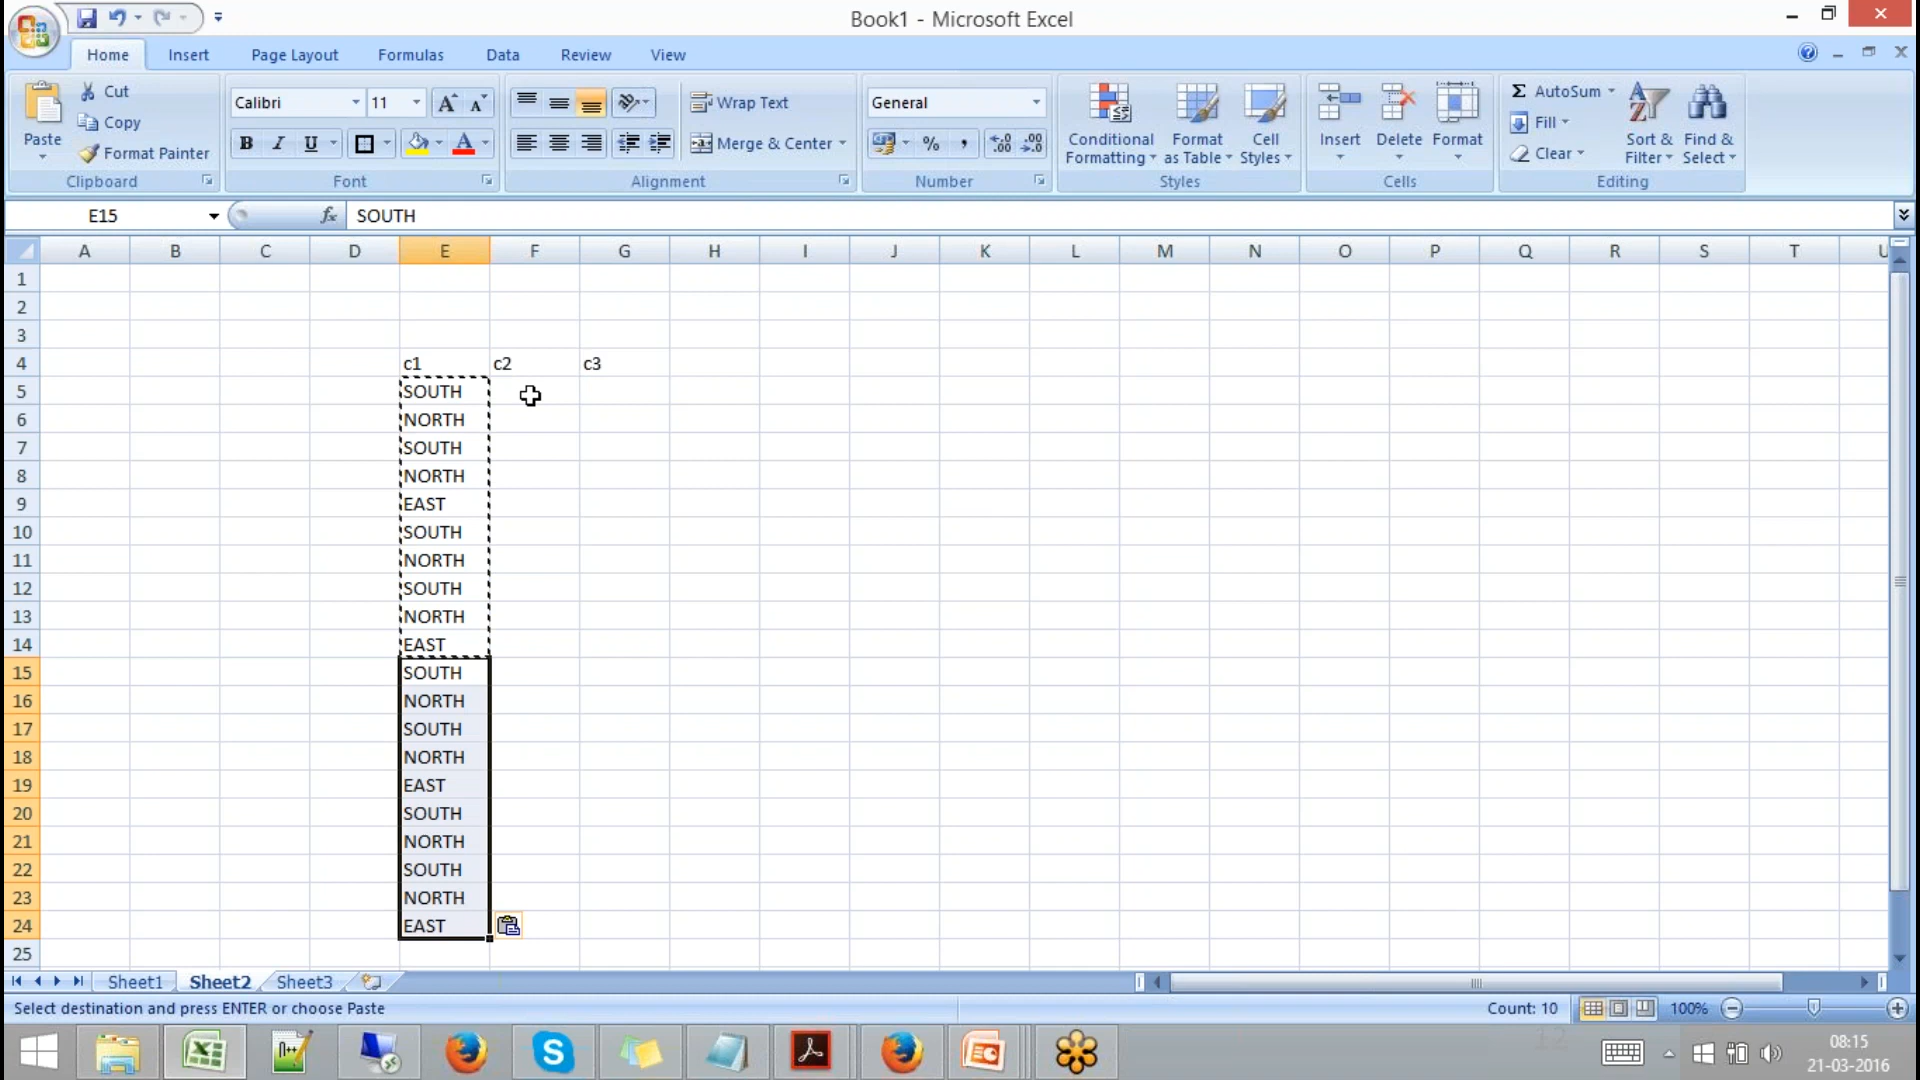 Book1 - Microsoft Excel
Home Insert Page Layout Formulas Data Review View
Paste
Cut
Copy
Format Painter
Clipboard
Calibri 11
B I U
Font
Wrap Text
Merge & Center
Alignment
General
%
Number
Conditional Formatting
Format as Table
Cell Styles
Styles
Insert Delete Format
Cells
AutoSum
Fill
Clear
Sort & Filter
Find & Select
Editing
E15 fx SOUTH
A B C D E F G H I J K L M N O P Q R S T U
1
2
3
4 c1 c2 c3
5 SOUTH
6 NORTH
7 SOUTH
8 NORTH
9 EAST
10 SOUTH
11 NORTH
12 SOUTH
13 NORTH
14 EAST
15 SOUTH
16 NORTH
17 SOUTH
18 NORTH
19 EAST
20 SOUTH
21 NORTH
22 SOUTH
23 NORTH
24 EAST
25
Sheet1 Sheet2 Sheet3
Select destination and press ENTER or choose Paste Count: 10 100%
12
08:15
21-03-2016